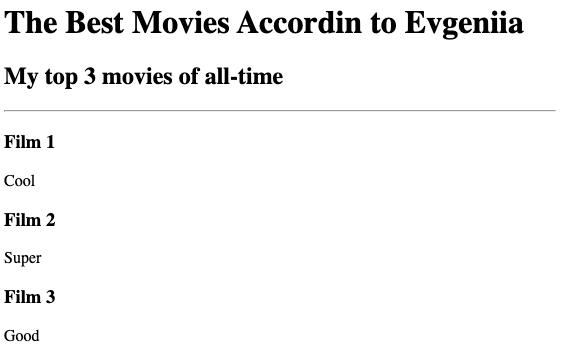 The Best Movies Accordin to Evgeniia
My top 3 movies of all-time
Film 1
Cool
Film 2
Super
Film 3
Good